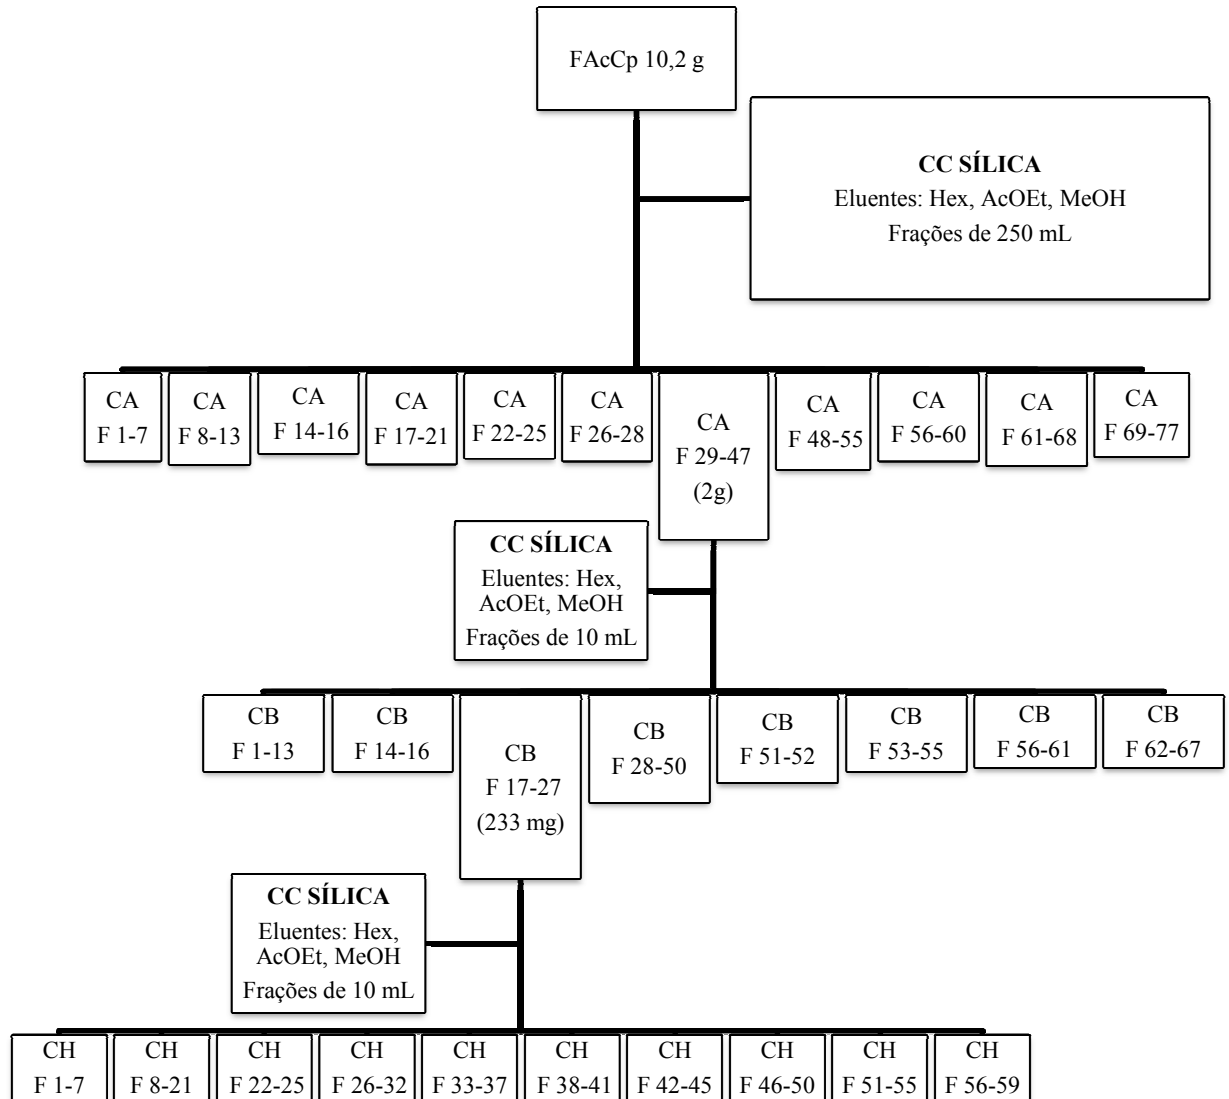 FAcCp 10,2 g
CC SÍLICA
Eluentes: Hex, AcOEt, MeOH
Frações de 250 mL
CA
F 1-7
CA
F 8-13
CA
F 14-16
CA
F 17-21
CA
F 22-25
CA
F 26-28
CA
F 29-47
(2g)
CA
F 48-55
CA
F 56-60
CA
F 61-68
CA
F 69-77
CC SÍLICA
Eluentes: Hex,
AcOEt, MeOH
Frações de 10 mL
CB
F 1-13
CB
F 14-16
CB
F 17-27
(233 mg)
CB
F 28-50
CB
F 51-52
CB
F 53-55
CB
F 56-61
CB
F 62-67
CC SÍLICA
Eluentes: Hex,
AcOEt, MeOH
Frações de 10 mL
CH
F 1-7
CH
F 8-21
CH
F 22-25
CH
F 26-32
CH
F 33-37
CH
F 38-41
CH
F 42-45
CH
F 46-50
CH
F 51-55
CH
F 56-59